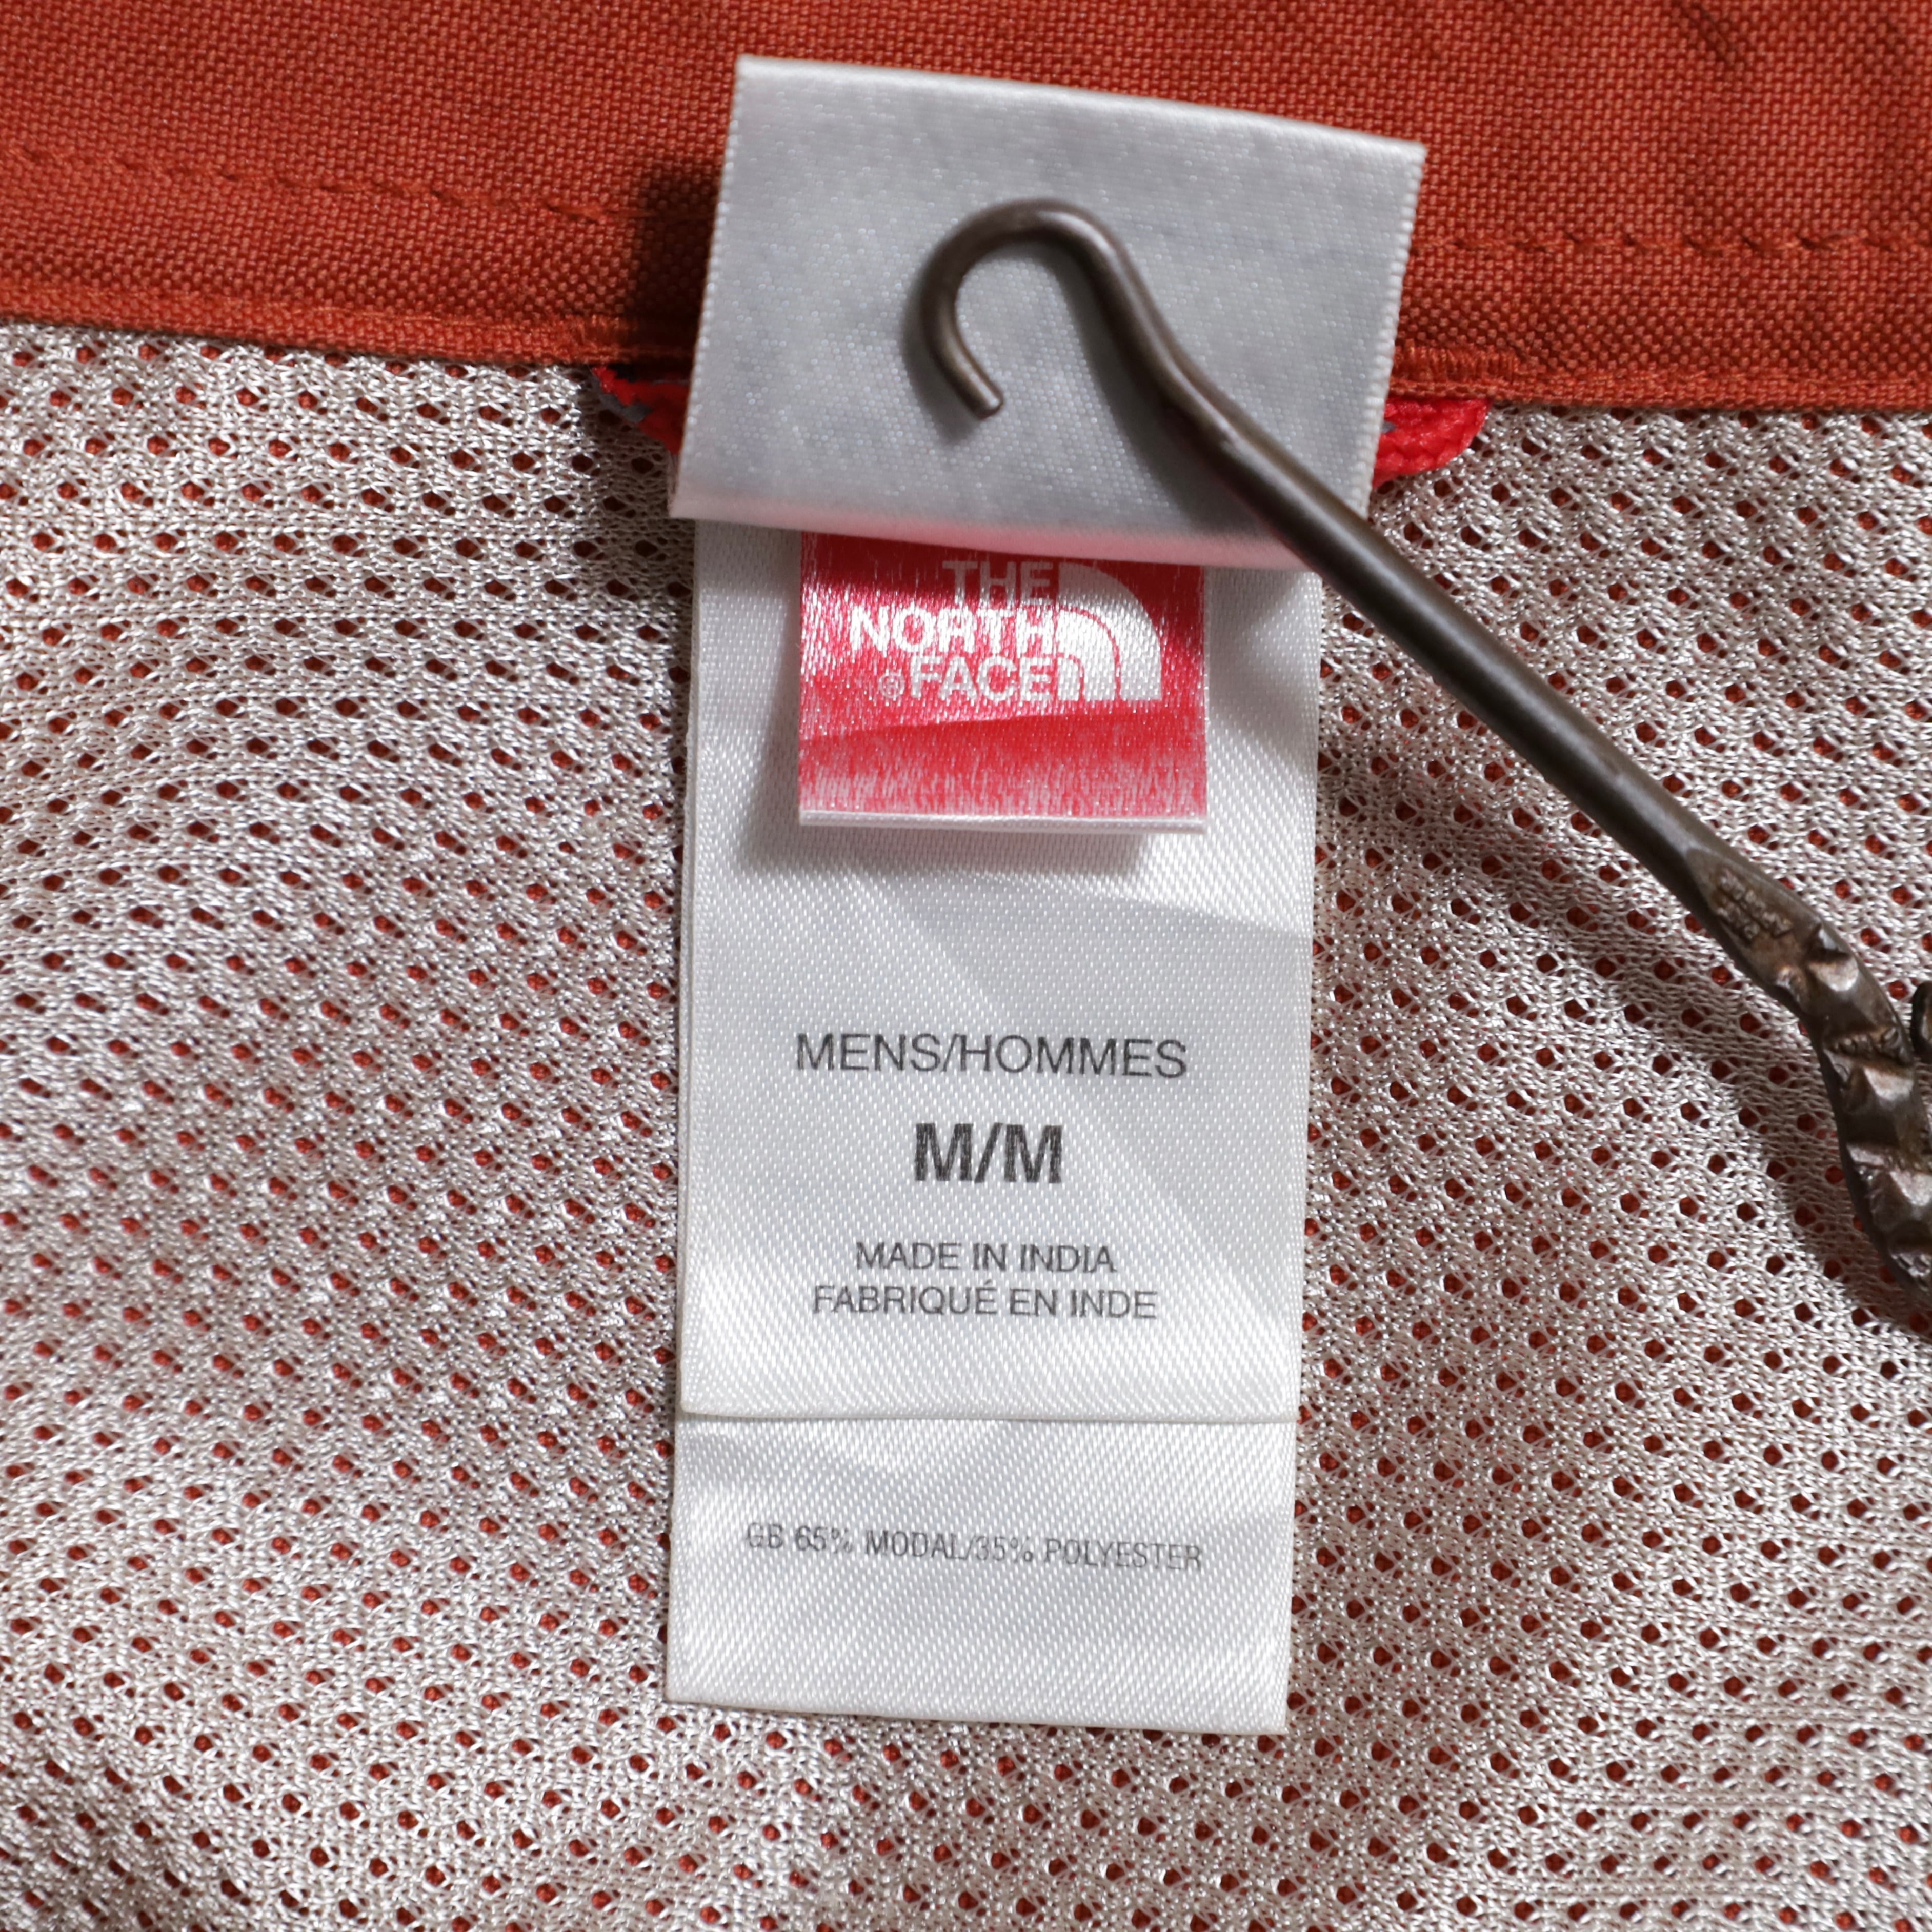 THE
NORTH
®FACE
MENS/HOMMES
M/M
MADE IN INDIA
FABRIQUÉ EN INDE
GB 65% MODAL/35% POLYESTER